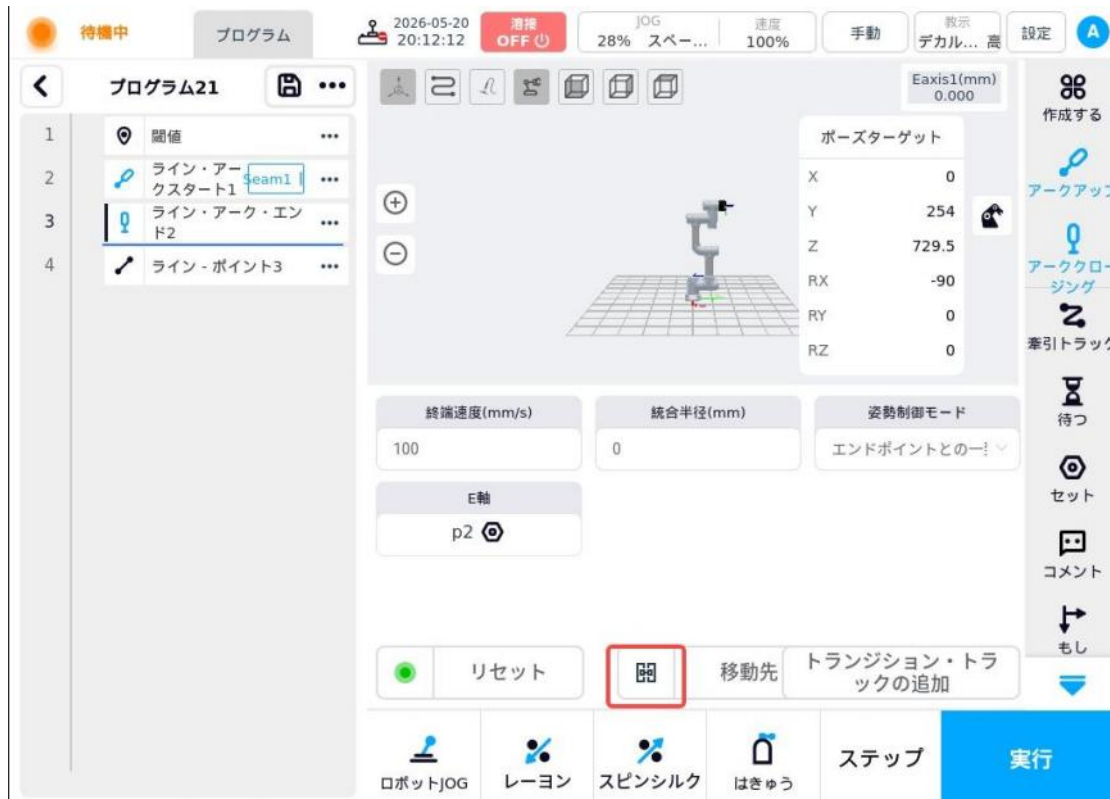 待機中
プログラム
2026-05-20
20:12:12
溶接
OFF
JOG
28% スペー...
速度
100%
手動
教示
デカル... 高
設定
A
プログラム21
•••
1
閾値
•••
2
ライン・アー
クスタート1
Seam1
•••
3
ライン・アーク・エン
ド2
•••
4
ライン - ポイント3
•••
Eaxis1(mm)
0.000
ポーズターゲット
X 0
Y 254
Z 729.5
RX -90
RY 0
RZ 0
終端速度(mm/s)
100
統合半径(mm)
0
姿勢制御モード
エンドポイントとの一
E軸
p2
リセット
移動先
トランジション・トラ
ックの追加
作成する
アークアップ
アーククロー
ジング
牽引トラック
待つ
セット
コメント
もし
ロボットJOG
レーヨン
スピンシルク
はきゅう
ステップ
実行